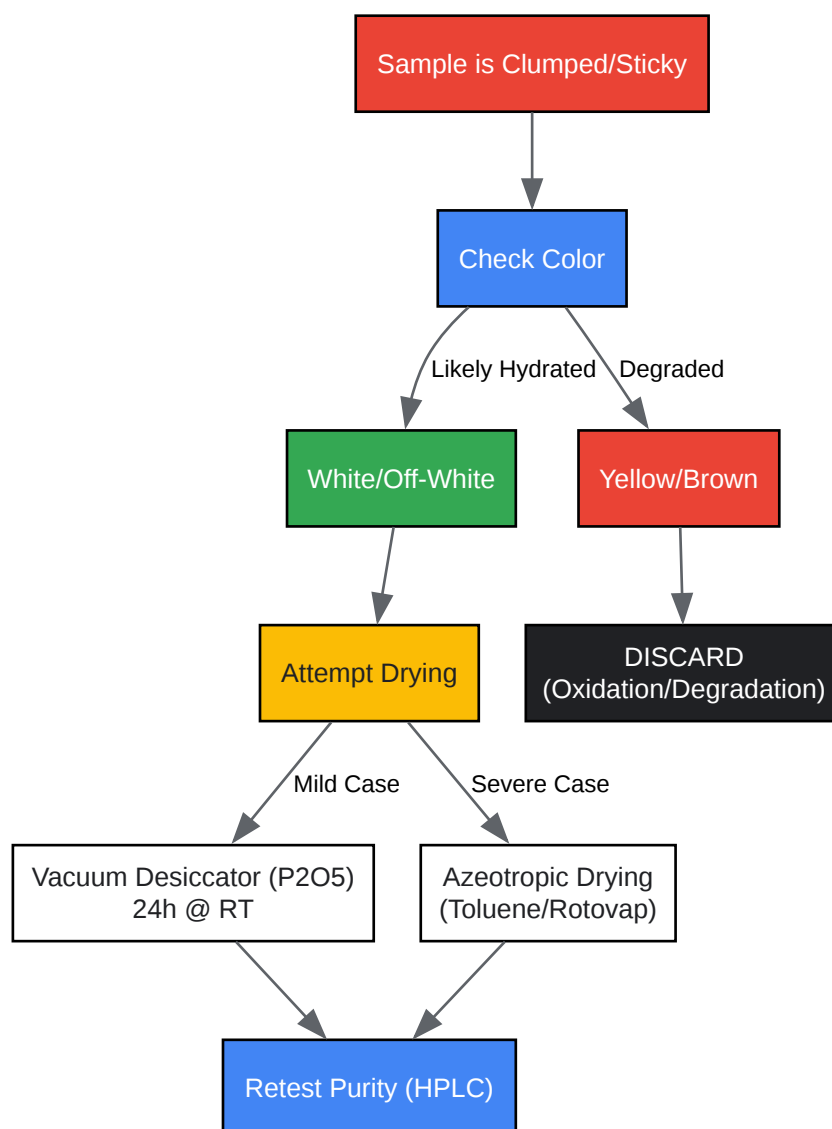 Sample is Clumped/Sticky
Check Color
Likely Hydrated
Degraded
White/Off-White
Yellow/Brown
Attempt Drying
DISCARD
(Oxidation/Degradation)
Mild Case
Severe Case
Vacuum Desiccator (P2O5)
24h @ RT
Azeotropic Drying
(Toluene/Rotovap)
Retest Purity (HPLC)